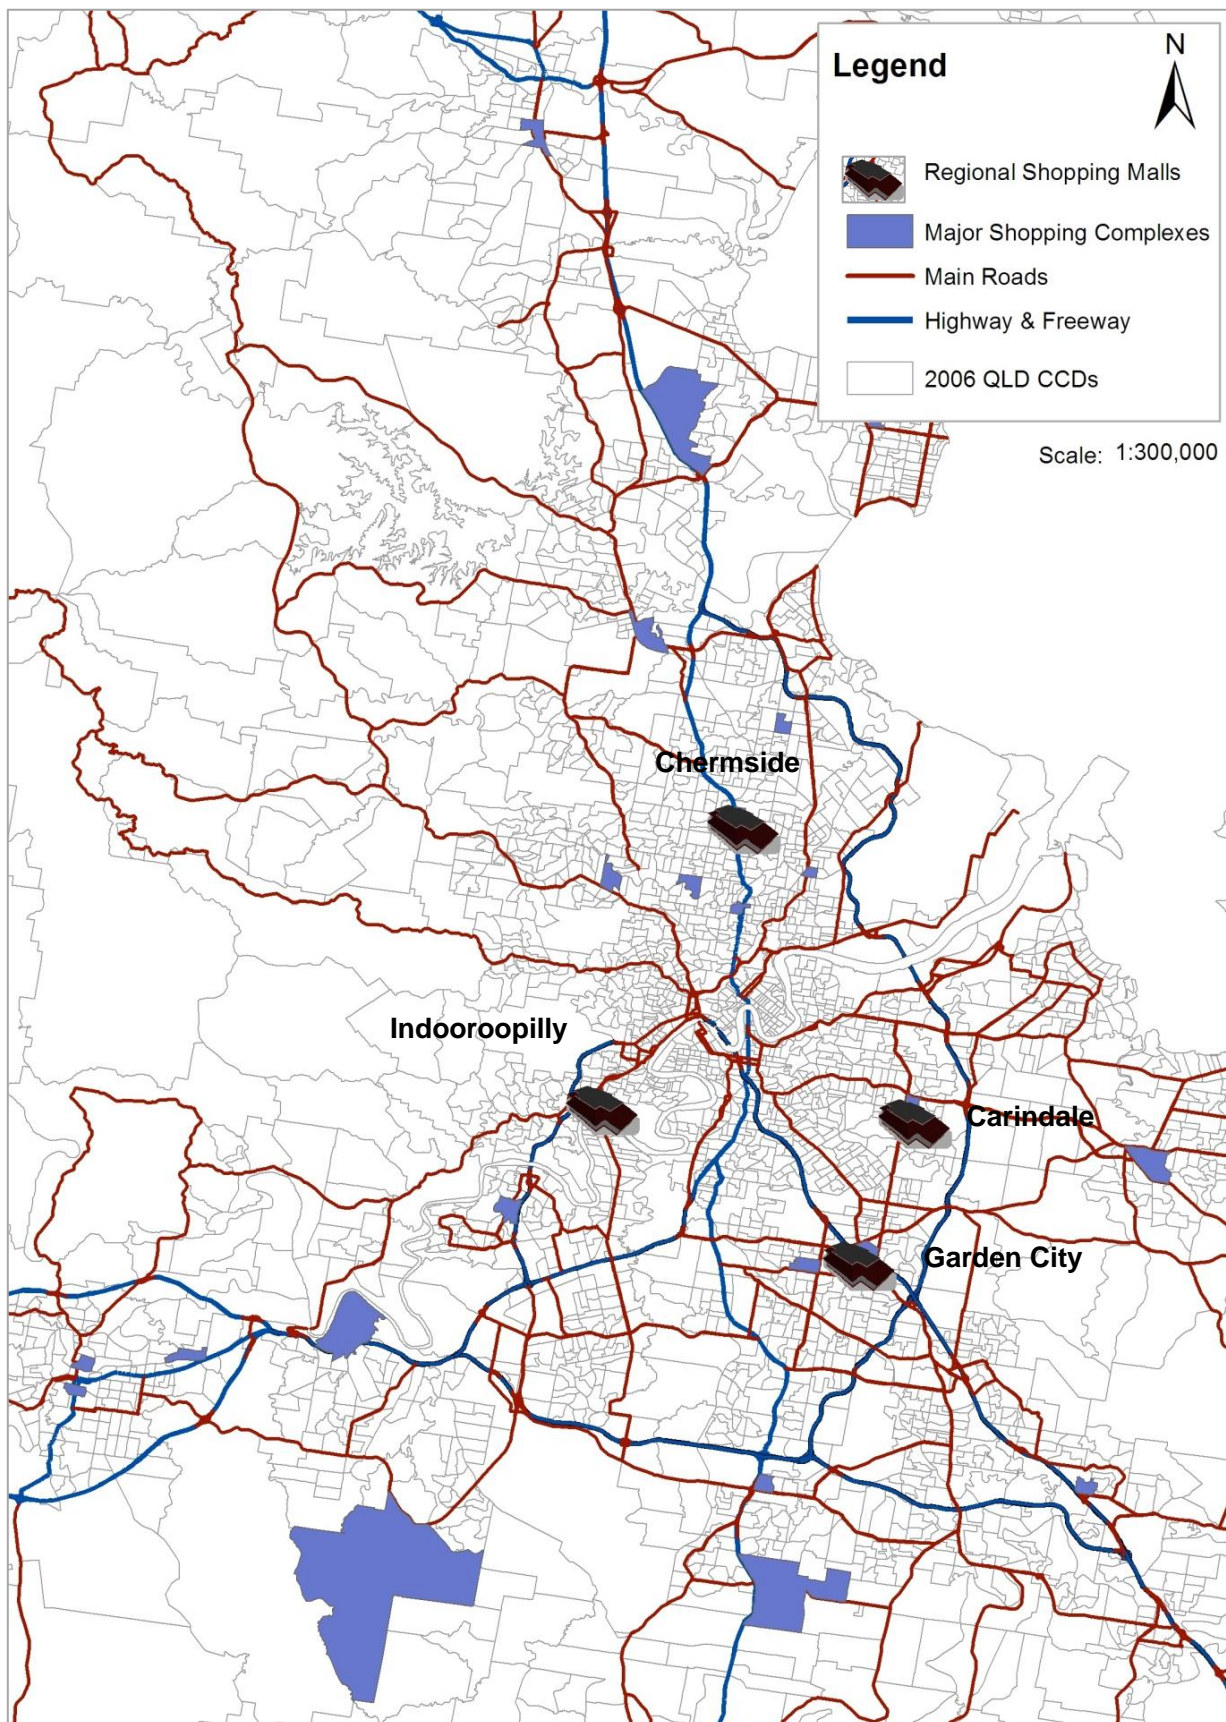 N
Legend
Regional Shopping Malls
Major Shopping Complexes
Main Roads
Highway & Freeway
2006 QLD CCDs
Scale: 1:300,000
Chermside
Indooroopilly
Carindale
Garden City